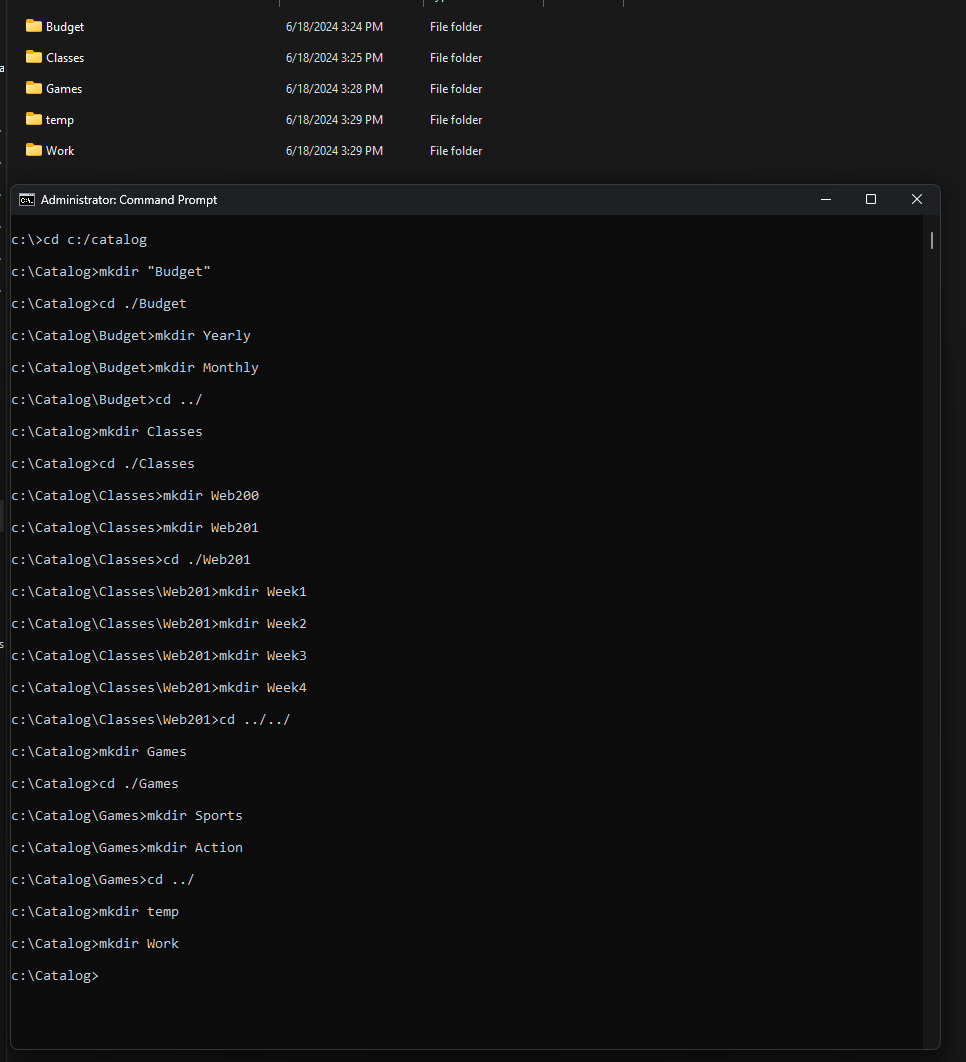 Budget 6/18/2024 3:24 PM File folder
Classes 6/18/2024 3:25 PM File folder
Games 6/18/2024 3:28 PM File folder
temp 6/18/2024 3:29 PM File folder
Work 6/18/2024 3:29 PM File folder
Administrator: Command Prompt
c:\>cd c:/catalog
c:\Catalog>mkdir "Budget"
c:\Catalog>cd ./Budget
c:\Catalog\Budget>mkdir Yearly
c:\Catalog\Budget>mkdir Monthly
c:\Catalog\Budget>cd ../
c:\Catalog>mkdir Classes
c:\Catalog>cd ./Classes
c:\Catalog\Classes>mkdir Web200
c:\Catalog\Classes>mkdir Web201
c:\Catalog\Classes>cd ./Web201
c:\Catalog\Classes\Web201>mkdir Week1
c:\Catalog\Classes\Web201>mkdir Week2
c:\Catalog\Classes\Web201>mkdir Week3
c:\Catalog\Classes\Web201>mkdir Week4
c:\Catalog\Classes\Web201>cd ../../
c:\Catalog>mkdir Games
c:\Catalog>cd ./Games
c:\Catalog\Games>mkdir Sports
c:\Catalog\Games>mkdir Action
c:\Catalog\Games>cd ../
c:\Catalog>mkdir temp
c:\Catalog>mkdir Work
c:\Catalog>